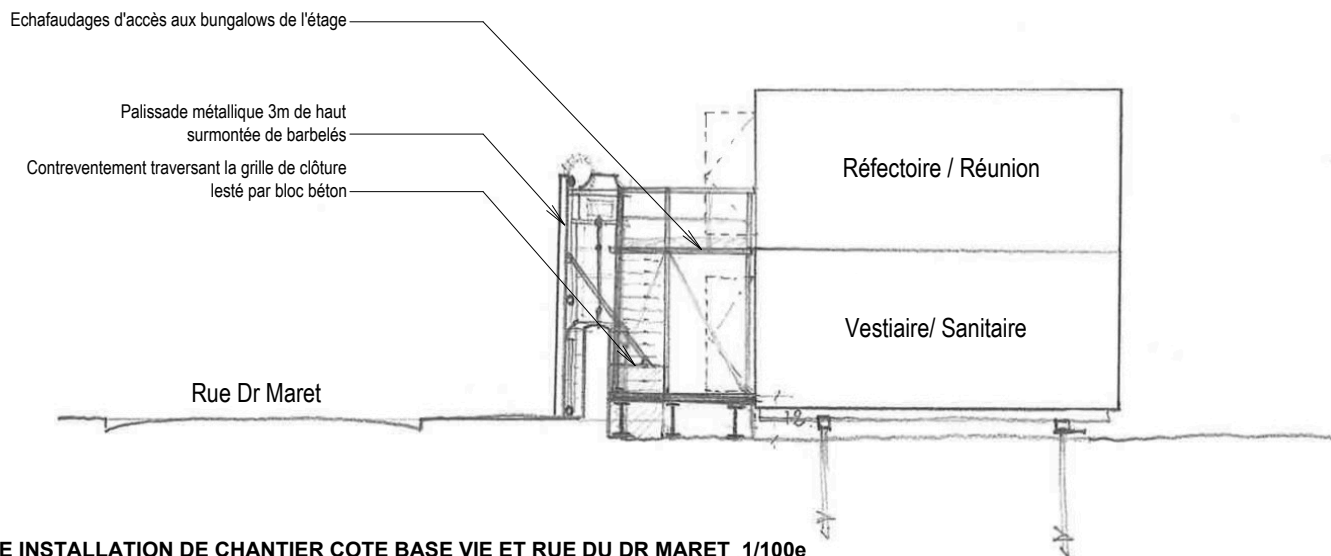 Echafaudages d'accès aux bungalows de l'étage
Palissade métallique 3m de haut
surmontée de barbelés
Contreventement traversant la grille de clôture
lesté par bloc béton
Réfectoire / Réunion
Vestiaire/ Sanitaire
Rue Dr Maret
E INSTALLATION DE CHANTIER COTE BASE VIE ET RUE DU DR MARET 1/100e